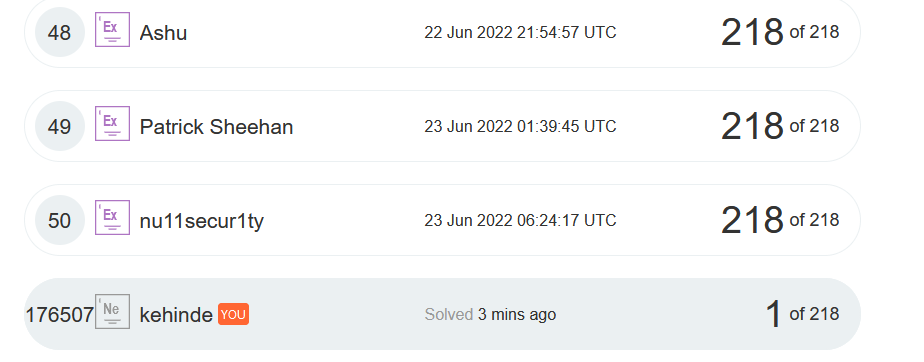 48 Ex Ashu 22 Jun 2022 21:54:57 UTC 218 of 218
49 Ex Patrick Sheehan 23 Jun 2022 01:39:45 UTC 218 of 218
50 Ex nu11secur1ty 23 Jun 2022 06:24:17 UTC 218 of 218
176507 Ne kehinde YOU Solved 3 mins ago 1 of 218